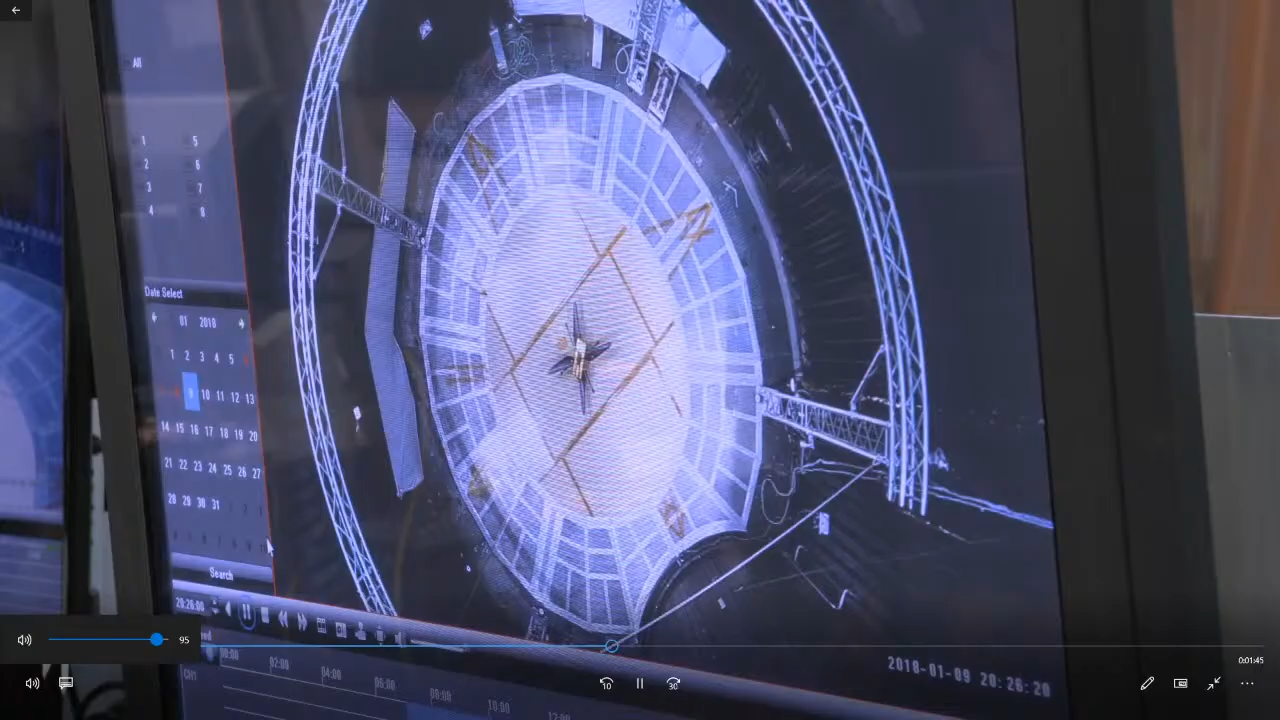 All
1 5
2 6
3 7
4 8
Date Select
01 2018
1 2 3 4 5
9 10 11 12 13
14 15 16 17 18 19 20
21 22 23 24 25 26 27
28 29 30 31
Search
20:26:00
95
00:00 02:00 04:00 06:00 08:00 10:00 12:00
CH1
2018-01-09 20:26:20
0:01:45
10
30